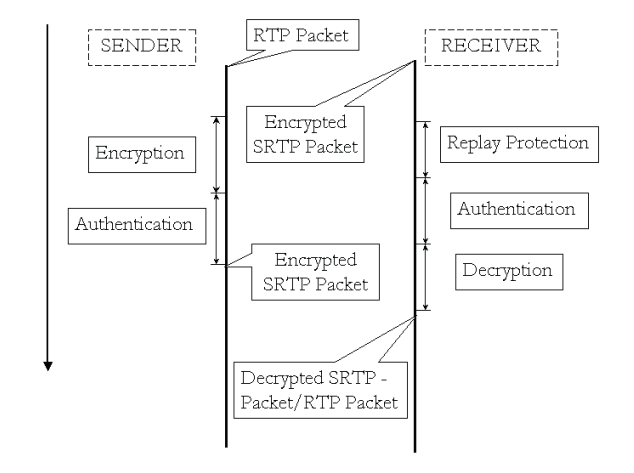 SENDER
RTP Packet
RECEIVER
Encrypted
SRTP Packet
Encryption
Replay Protection
Authentication
Authentication
Encrypted
SRTP Packet
Decryption
Decrypted SRTP -
Packet/RTP Packet